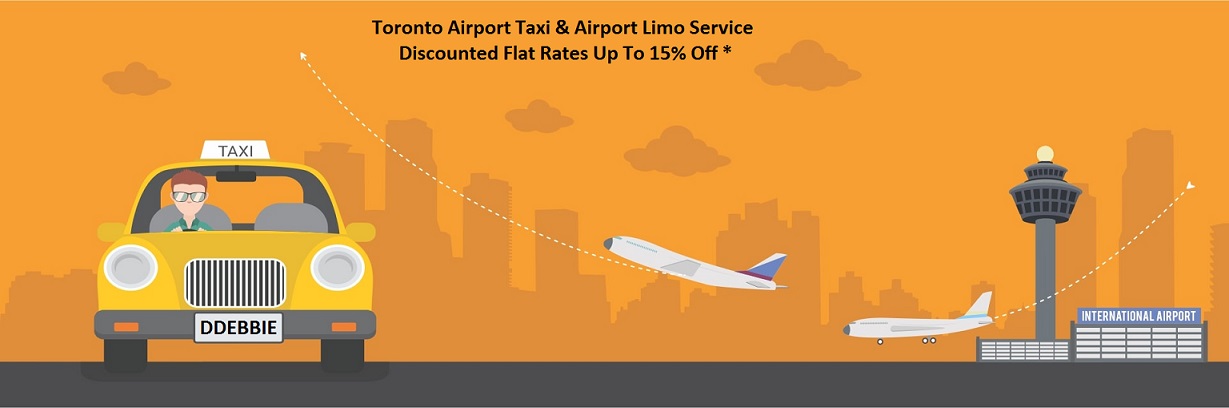 Toronto Airport Taxi & Airport Limo Service
Discounted Flat Rates Up To 15% Off *
TAXI
DDEBBIE
INTERNATIONAL AIRPORT